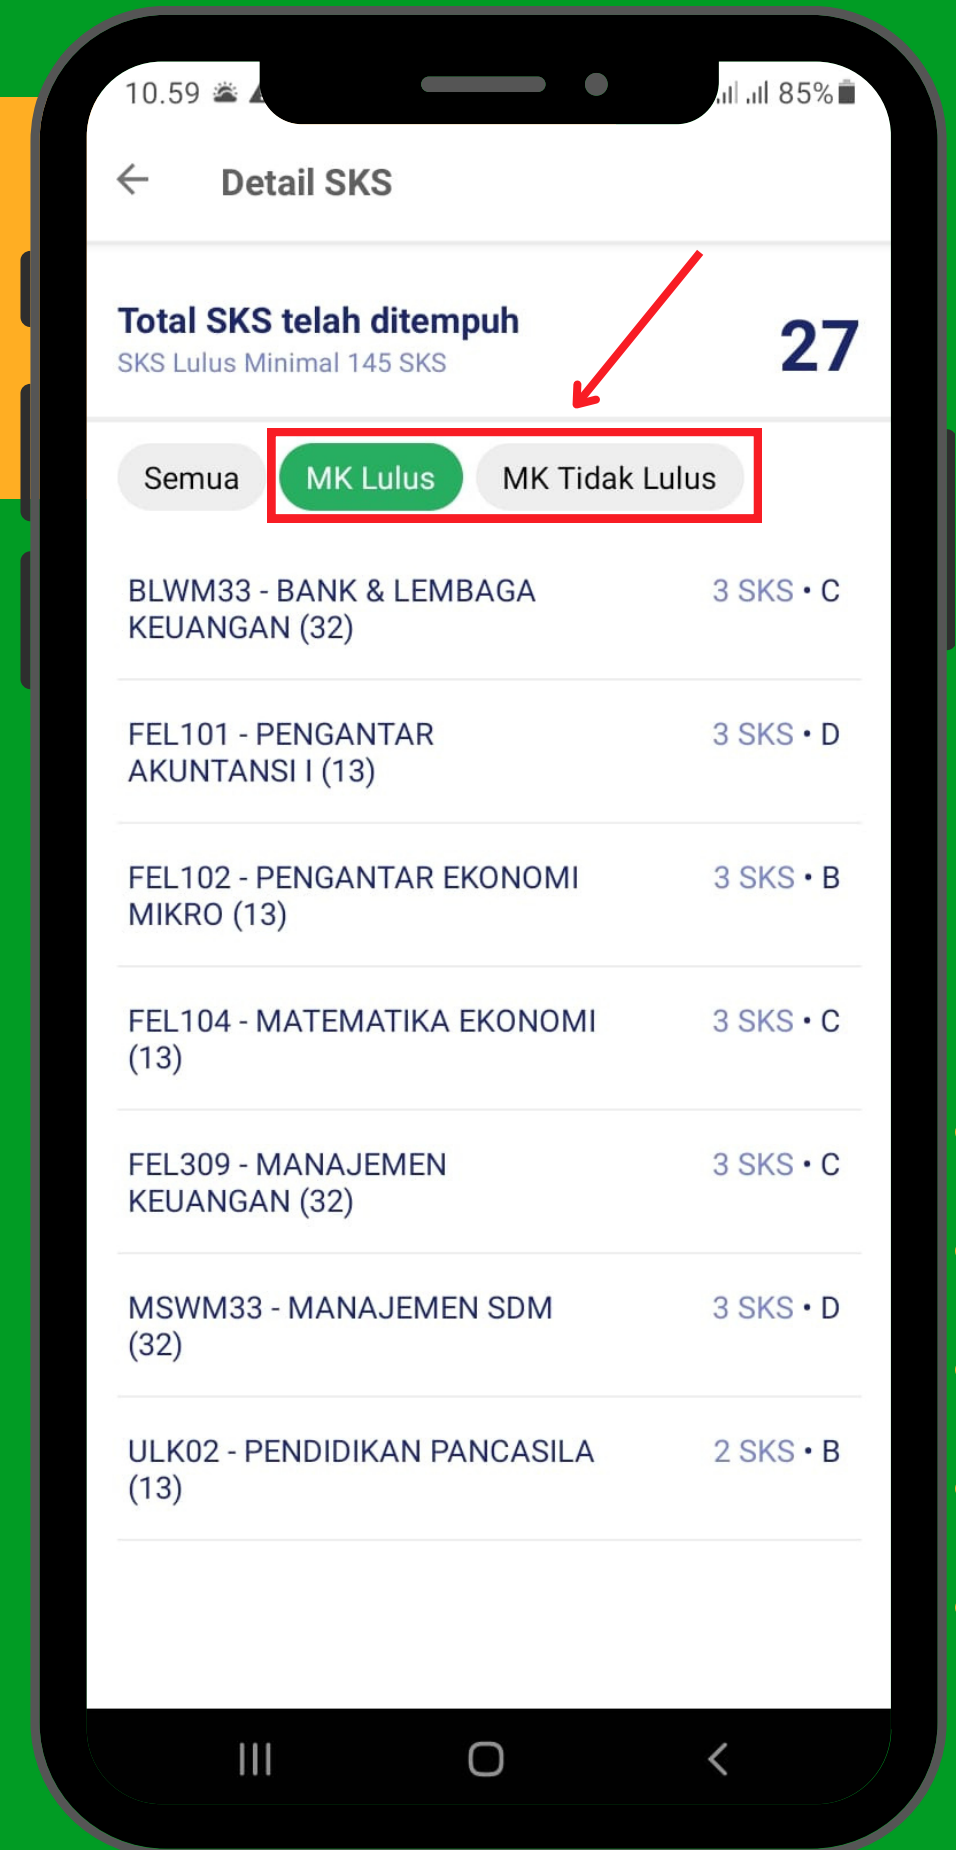 10.59
85%
Detail SKS
Total SKS telah ditempuh
27
SKS Lulus Minimal 145 SKS
Semua
MK Lulus
MK Tidak Lulus
BLWM33 - BANK & LEMBAGA
3 SKS • C
KEUANGAN (32)
FEL101 - PENGANTAR
3 SKS • D
AKUNTANSI I (13)
FEL102 - PENGANTAR EKONOMI
3 SKS • B
MIKRO (13)
FEL104 - MATEMATIKA EKONOMI
3 SKS • C
(13)
FEL309 - MANAJEMEN
3 SKS • C
KEUANGAN (32)
MSWM33 - MANAJEMEN SDM
3 SKS • D
(32)
ULK02 - PENDIDIKAN PANCASILA
2 SKS • B
(13)